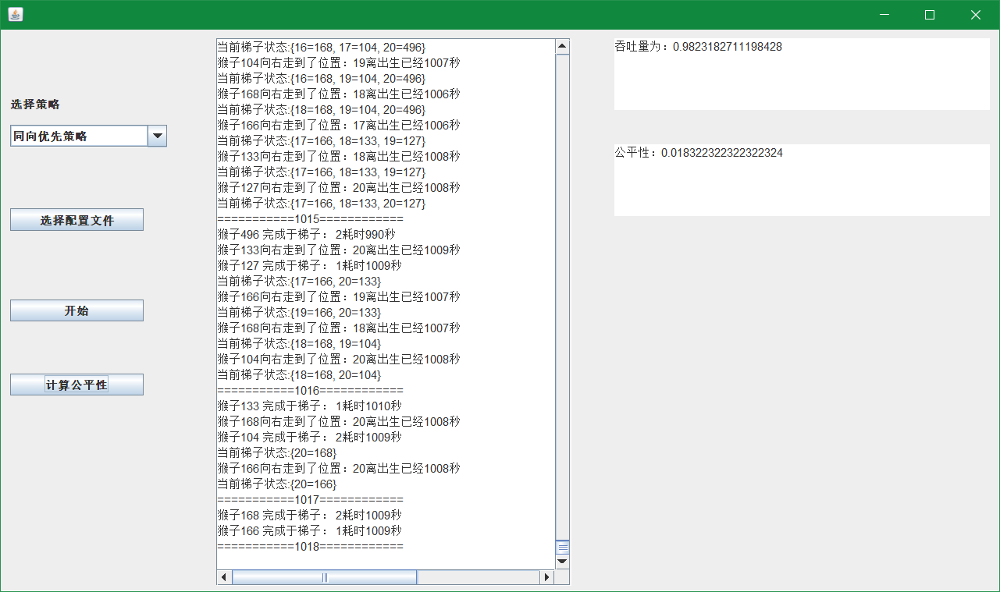 选择策略
同向优先策略
选择配置文件
开始
计算公平性
当前梯子状态:{16=168, 17=104, 20=496}
猴子104向右走到了位置：19离出生已经1007秒
当前梯子状态:{16=168, 19=104, 20=496}
猴子168向右走到了位置：18离出生已经1006秒
当前梯子状态:{18=168, 19=104, 20=496}
猴子166向右走到了位置：17离出生已经1006秒
当前梯子状态:{17=166, 18=133, 19=127}
猴子133向右走到了位置：18离出生已经1008秒
当前梯子状态:{17=166, 18=133, 19=127}
猴子127向右走到了位置：20离出生已经1008秒
当前梯子状态:{17=166, 18=133, 20=127}
===========1015============
猴子496 完成于梯子： 2耗时990秒
猴子133向右走到了位置：20离出生已经1009秒
猴子127 完成于梯子： 1耗时1009秒
当前梯子状态:{17=166, 20=133}
猴子166向右走到了位置：19离出生已经1007秒
当前梯子状态:{19=166, 20=133}
猴子168向右走到了位置：18离出生已经1007秒
当前梯子状态:{18=168, 19=104}
猴子104向右走到了位置：20离出生已经1008秒
当前梯子状态:{18=168, 20=104}
===========1016============
猴子133 完成于梯子： 1耗时1010秒
猴子168向右走到了位置：20离出生已经1008秒
猴子104 完成于梯子： 2耗时1009秒
当前梯子状态:{20=168}
猴子166向右走到了位置：20离出生已经1008秒
当前梯子状态:{20=166}
===========1017============
猴子168 完成于梯子： 2耗时1009秒
猴子166 完成于梯子： 1耗时1009秒
===========1018============
吞吐量为：0.9823182711198428
公平性：0.018322322322322324